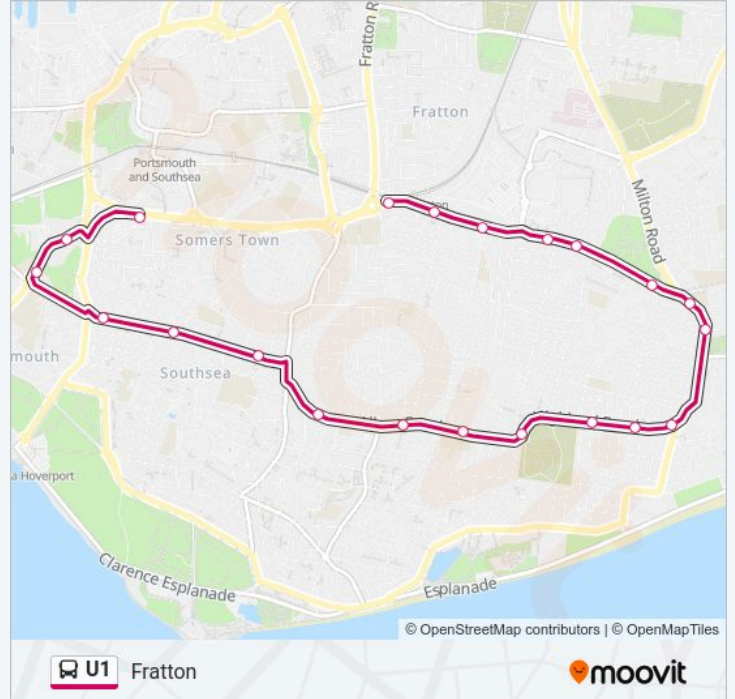 Fratton R
Fratton
Portsmouth
and Southsea
Milton Road
Somers Town
mouth
Southsea
a Hoverport
Clarence Esplanade
Esplanade
© OpenStreetMap contributors | © OpenMapTiles
U1 Fratton
moovit